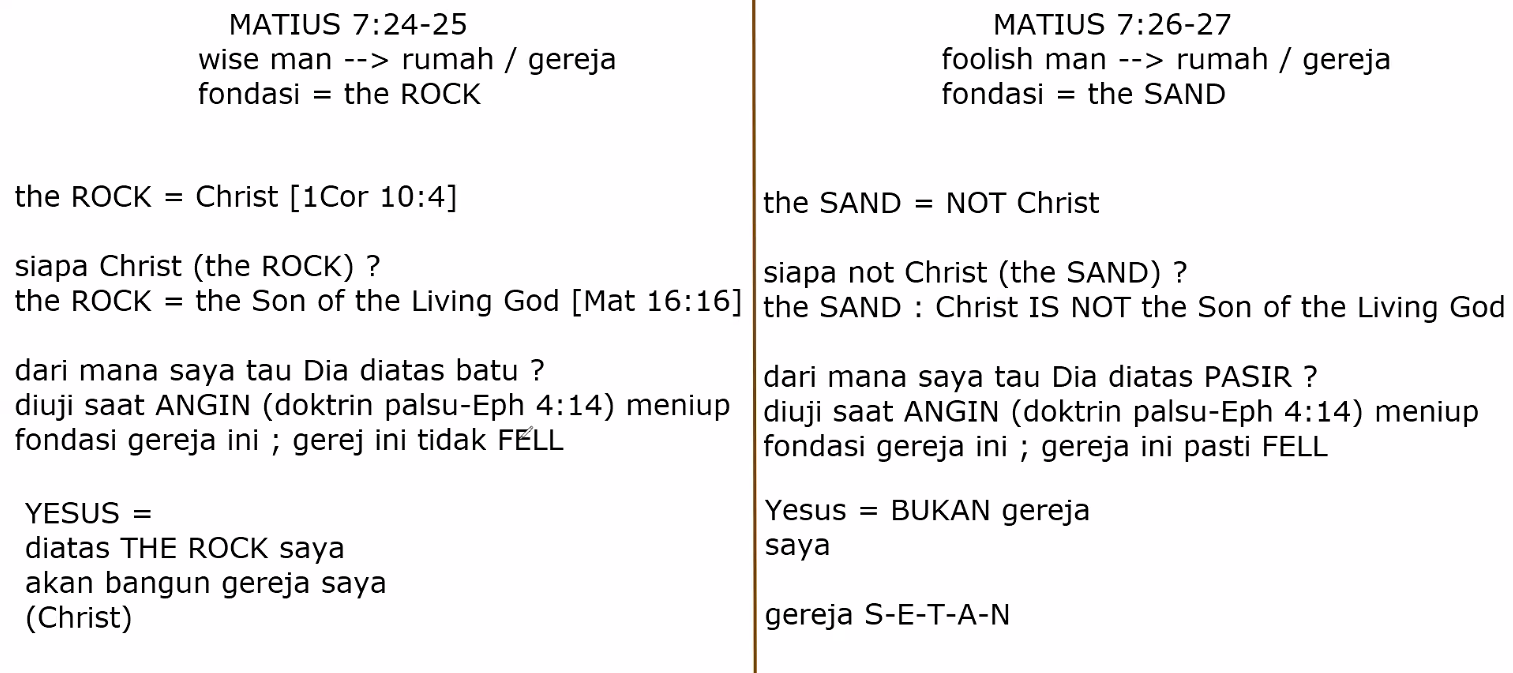 MATIUS 7:24-25
wise man --> rumah / gereja
fondasi = the ROCK
the ROCK = Christ [1Cor 10:4]
siapa Christ (the ROCK) ?
the ROCK = the Son of the Living God [Mat 16:16]
dari mana saya tau Dia diatas batu ?
diuji saat ANGIN (doktrin palsu-Eph 4:14) meniup
fondasi gereja ini ; gerej ini tidak FELL
YESUS =
diatas THE ROCK saya
akan bangun gereja saya
(Christ)
MATIUS 7:26-27
foolish man --> rumah / gereja
fondasi = the SAND
the SAND = NOT Christ
siapa not Christ (the SAND) ?
the SAND : Christ IS NOT the Son of the Living God
dari mana saya tau Dia diatas PASIR ?
diuji saat ANGIN (doktrin palsu-Eph 4:14) meniup
fondasi gereja ini ; gereja ini pasti FELL
Yesus = BUKAN gereja
saya
gereja S-E-T-A-N